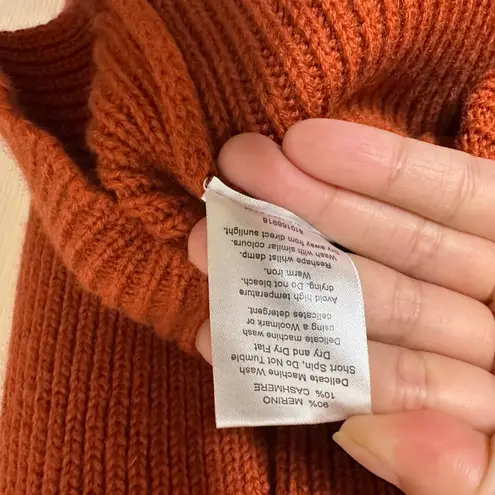 90% MERINO
10% CASHMERE
Delicate Machine Wash
Short Spin, Do Not Tumble
Dry and Dry Flat
Delicate machine wash
using a Woolmark or
delicates detergent.
Avoid high temperature
drying. Do not bleach.
Warm iron.
Reshape whilst damp.
Wash with similar colours.
Dry away from direct sunlight.